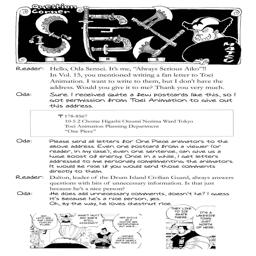 Question
Corner
SBS
Reader: Hello, Oda Sensei. It's me, "Always Serious Aiko"!!
In Vol. 15, you mentioned writing a fan letter to Toei
Animation. I want to write to them, but I don't have the
address. Would you give it to me? Thank you very much.
Oda: Sure. I received quite a few postcards like this, so I
got permission from Toei Animation to give out
this address.
〒178-8567
10-5 2 Chome Higashi Oizumi Nerima Ward Tokyo
Toei Animation Planning Department
"One Piece"
Oda: Please send all letters for One Piece animators to the
above address. Even one postcard from a viewer (or
reader, in my case), even one sentence, can give us a
huge boost of energy. Once in a while, I get letters
addressed to me personally complimenting the animators.
It would be nice if you would send those comments
directly to them.
Reader: Dalton, leader of the Drum Island Civilian Guard, always answers
questions with bits of unnecessary information. Is that just
because he's a nice person?
Oda: He does add unnecessary comments, doesn't he? I guess
it's because he's a nice person, yes.
Oh, by the way, he loves chestnut rice.